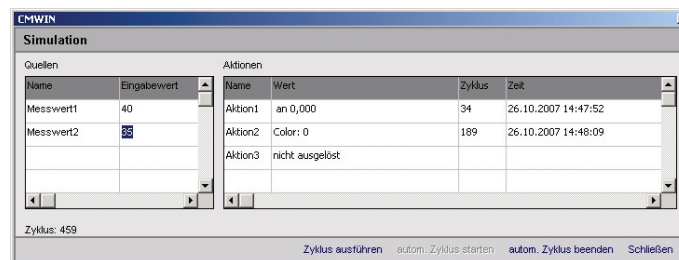 CMWIN
Simulation
Quellen
Name Eingabewert
Messwert1 40
Messwert2 35
Aktionen
Name Wert Zyklus Zeit
Aktion1 an 0,000 34 26.10.2007 14:47:52
Aktion2 Color: 0 189 26.10.2007 14:48:09
Aktion3 nicht ausgelöst
Zyklus: 459
Zyklus ausführen autom. Zyklus starten autom. Zyklus beenden Schließen